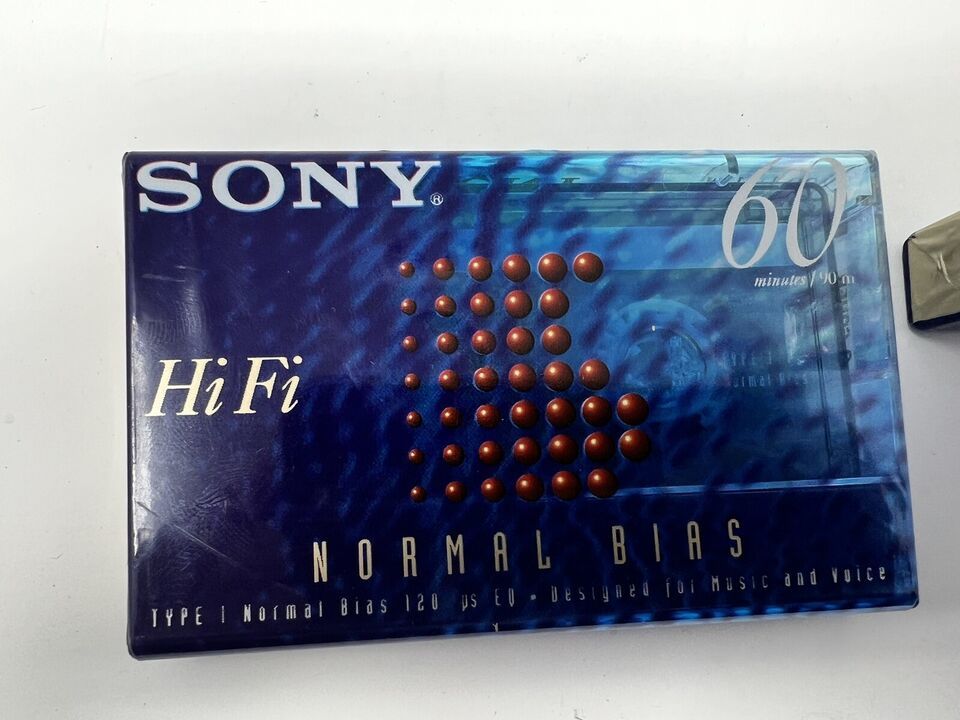 SONY®
60
minutes / 90 m
Hi Fi
NORMAL BIAS
TYPE I Normal Bias 120 µs EQ • Designed for Music and Voice